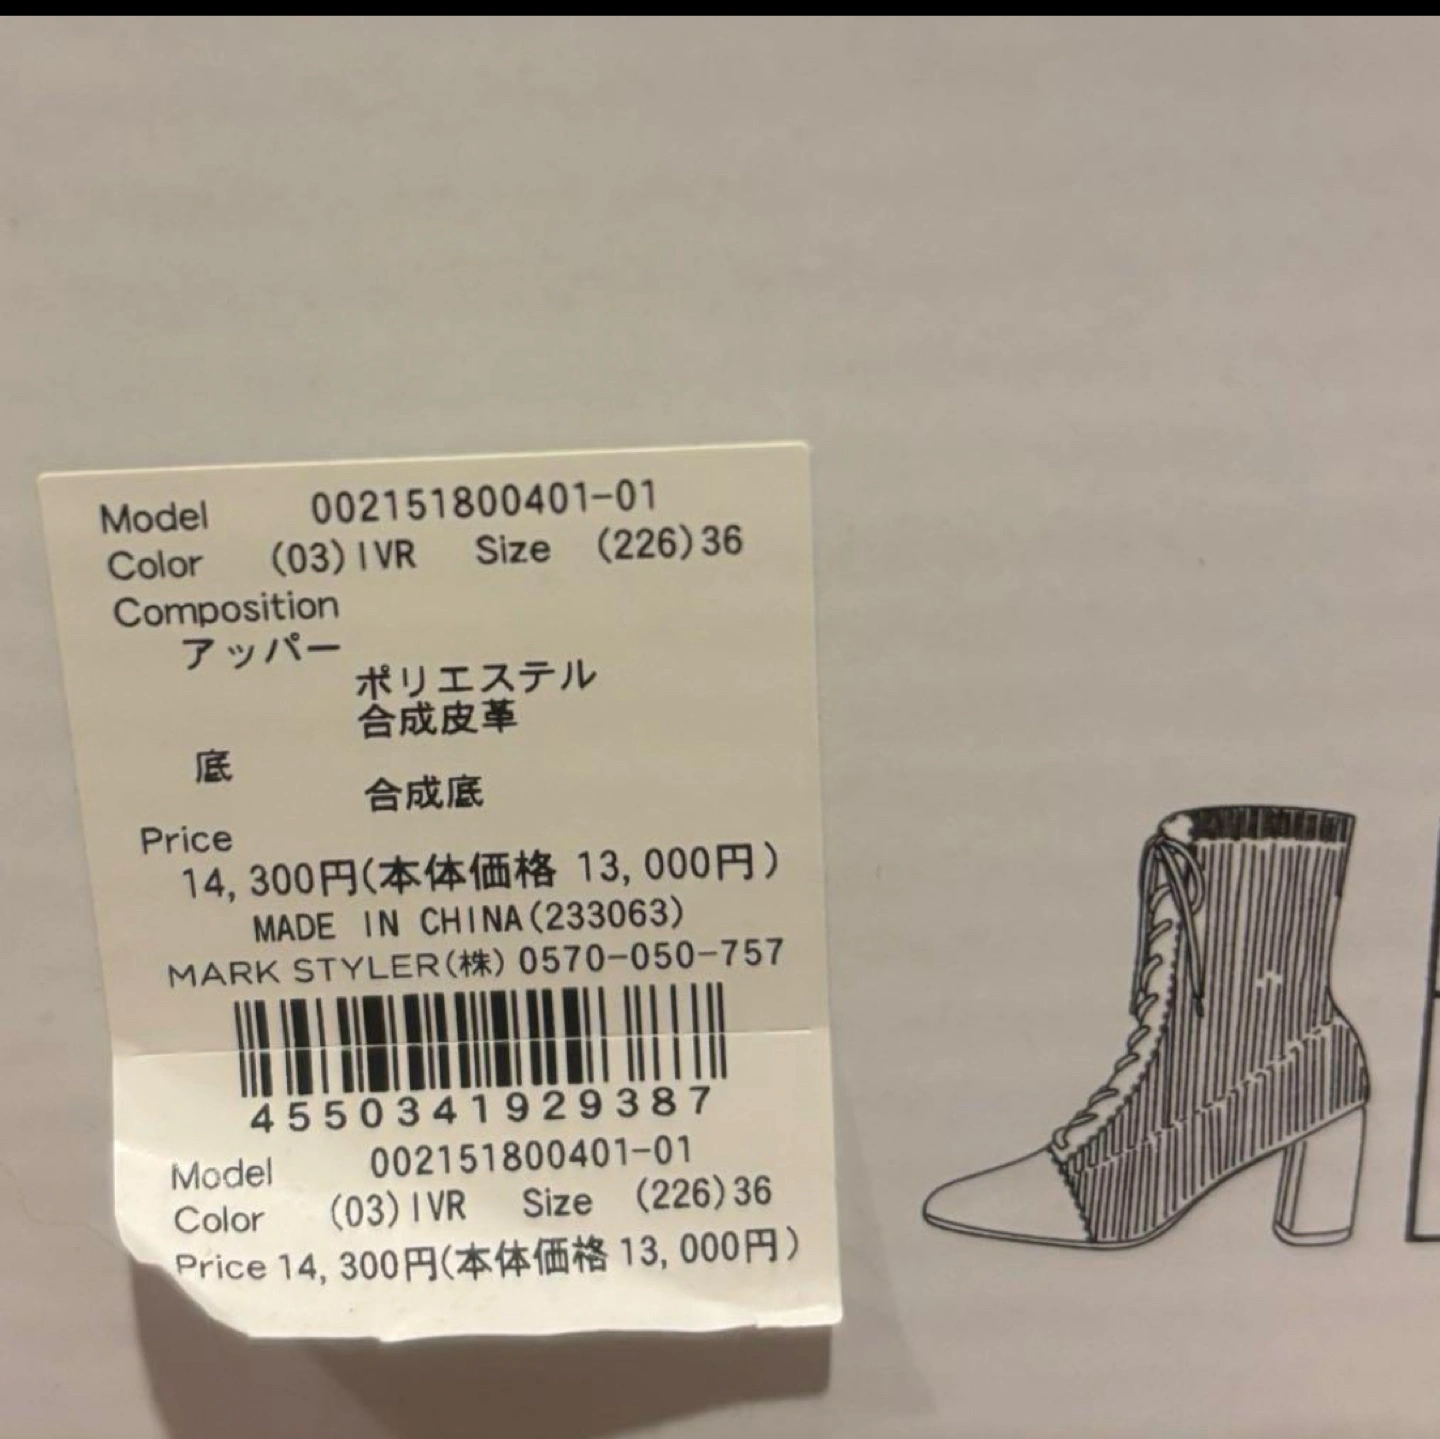 Model 002151800401-01
Color (03)IVR Size (226)36
Composition
アッパー
ポリエステル
合成皮革
底
合成底
Price
14,300円(本体価格 13,000円)
MADE IN CHINA(233063)
MARK STYLER(株) 0570-050-757
4550341929387
Model 002151800401-01
Color (03)IVR Size (226)36
Price 14,300円(本体価格 13,000円)